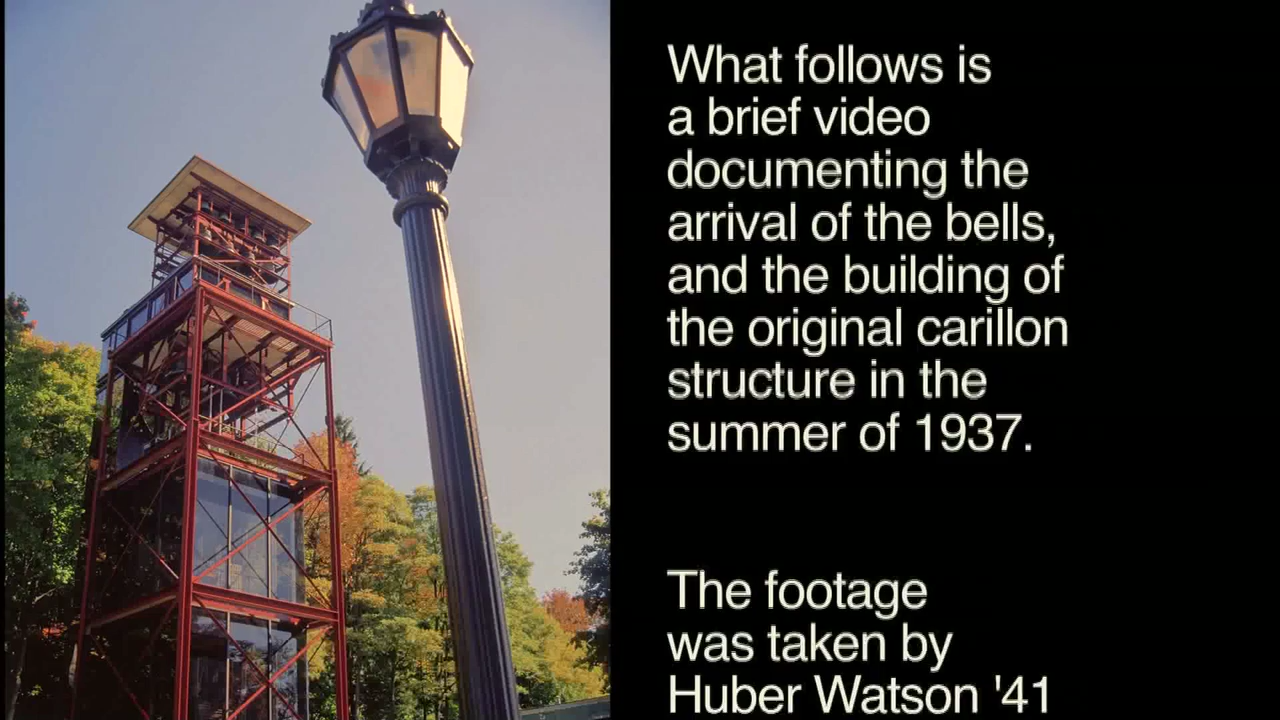 What follows is
a brief video
documenting the
arrival of the bells,
and the building of
the original carillon
structure in the
summer of 1937.
The footage
was taken by
Huber Watson '41